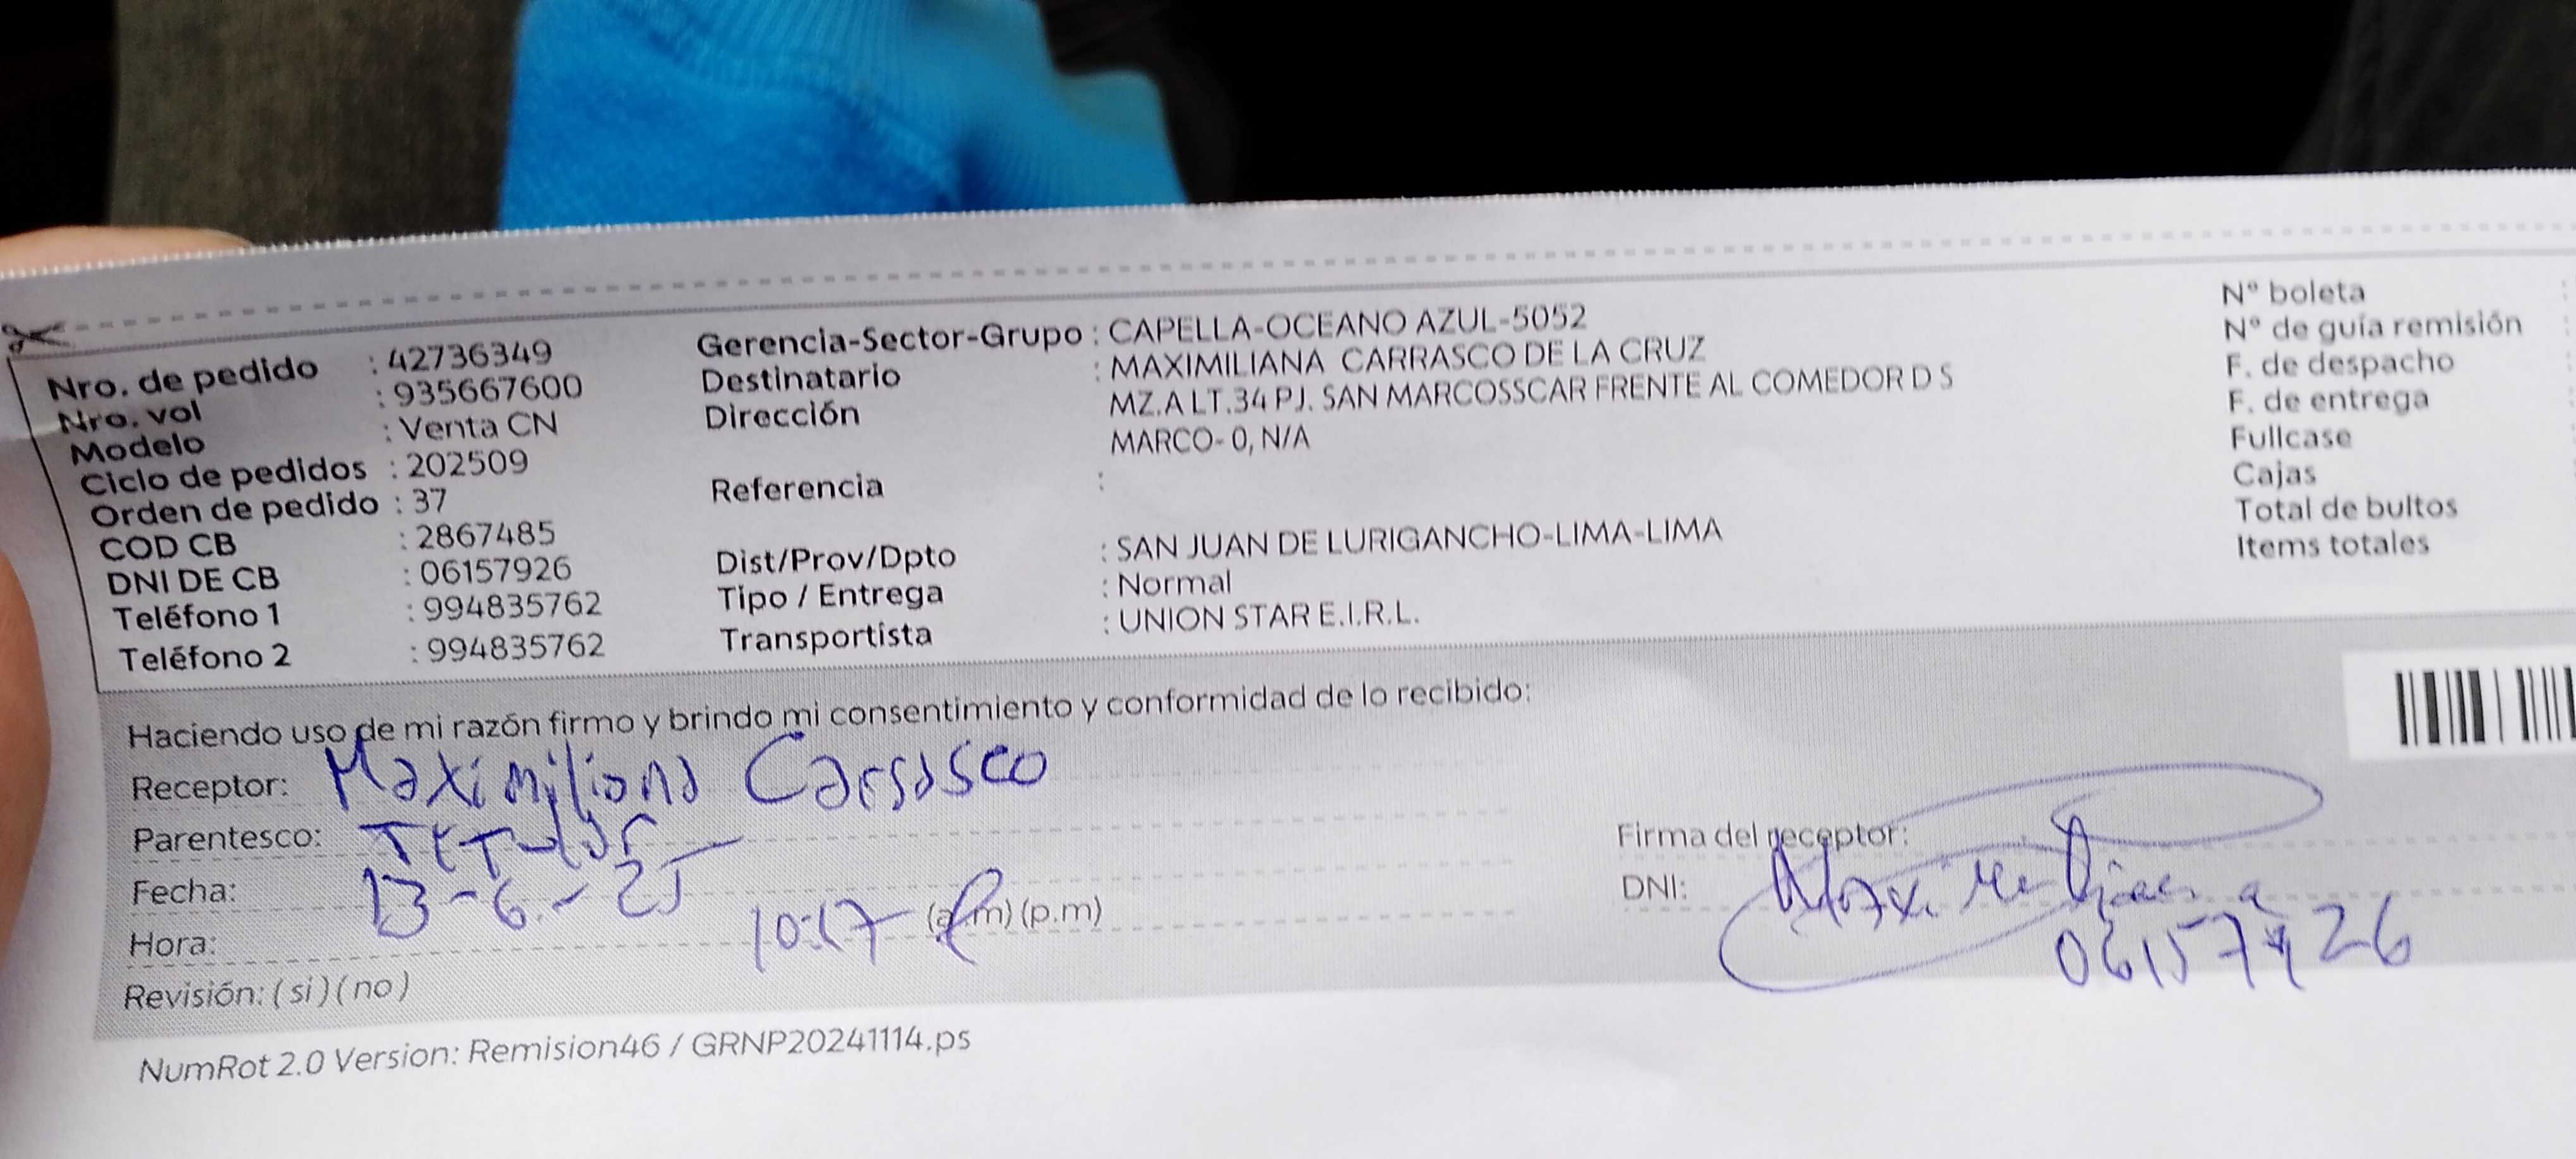 Nro. de pedido : 42736349
Nro. vol : 935667600
Modelo : Venta CN
Ciclo de pedidos : 202509
Orden de pedido : 37
COD CB : 2867485
DNI DE CB : 06157926
Teléfono 1 : 994835762
Teléfono 2 : 994835762
Gerencia-Sector-Grupo : CAPELLA-OCEANO AZUL-5052
Destinatario : MAXIMILIANA CARRASCO DE LA CRUZ
Dirección MZ.A LT.34 PJ. SAN MARCOSSCAR FRENTE AL COMEDOR D S
MARCO- 0, N/A
Referencia :
Dist/Prov/Dpto : SAN JUAN DE LURIGANCHO-LIMA-LIMA
Tipo / Entrega : Normal
Transportista : UNION STAR E.I.R.L.
N° boleta
N° de guía remisión
F. de despacho
F. de entrega
Fullcase
Cajas
Total de bultos
Items totales
Haciendo uso de mi razón firmo y brindo mi consentimiento y conformidad de lo recibido:
Receptor: Maximiliana Carrasco
Parentesco: Titular
Fecha: 13-6-25
Hora: 10:17 (a.m) (p.m)
Revisión: (si) (no)
Firma del receptor: Maximiliana
DNI: 06157926
NumRot 2.0 Version: Remision46 / GRNP20241114.ps